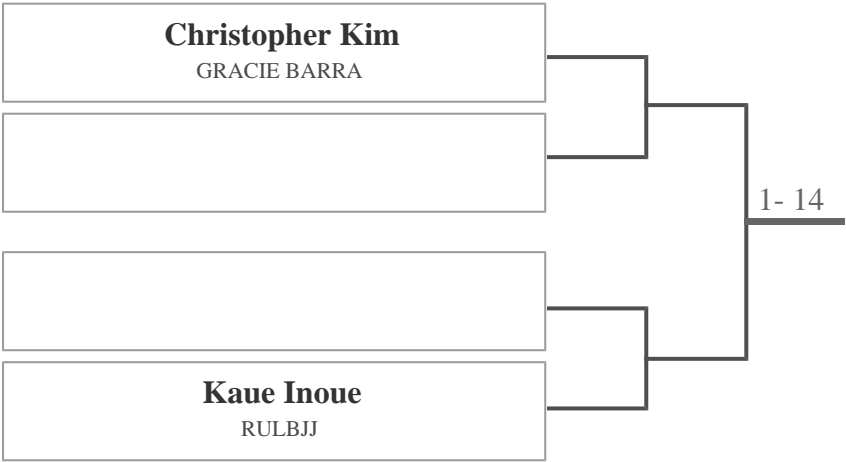 Christopher Kim
GRACIE BARRA
1- 14
Kaue Inoue
RULBJJ